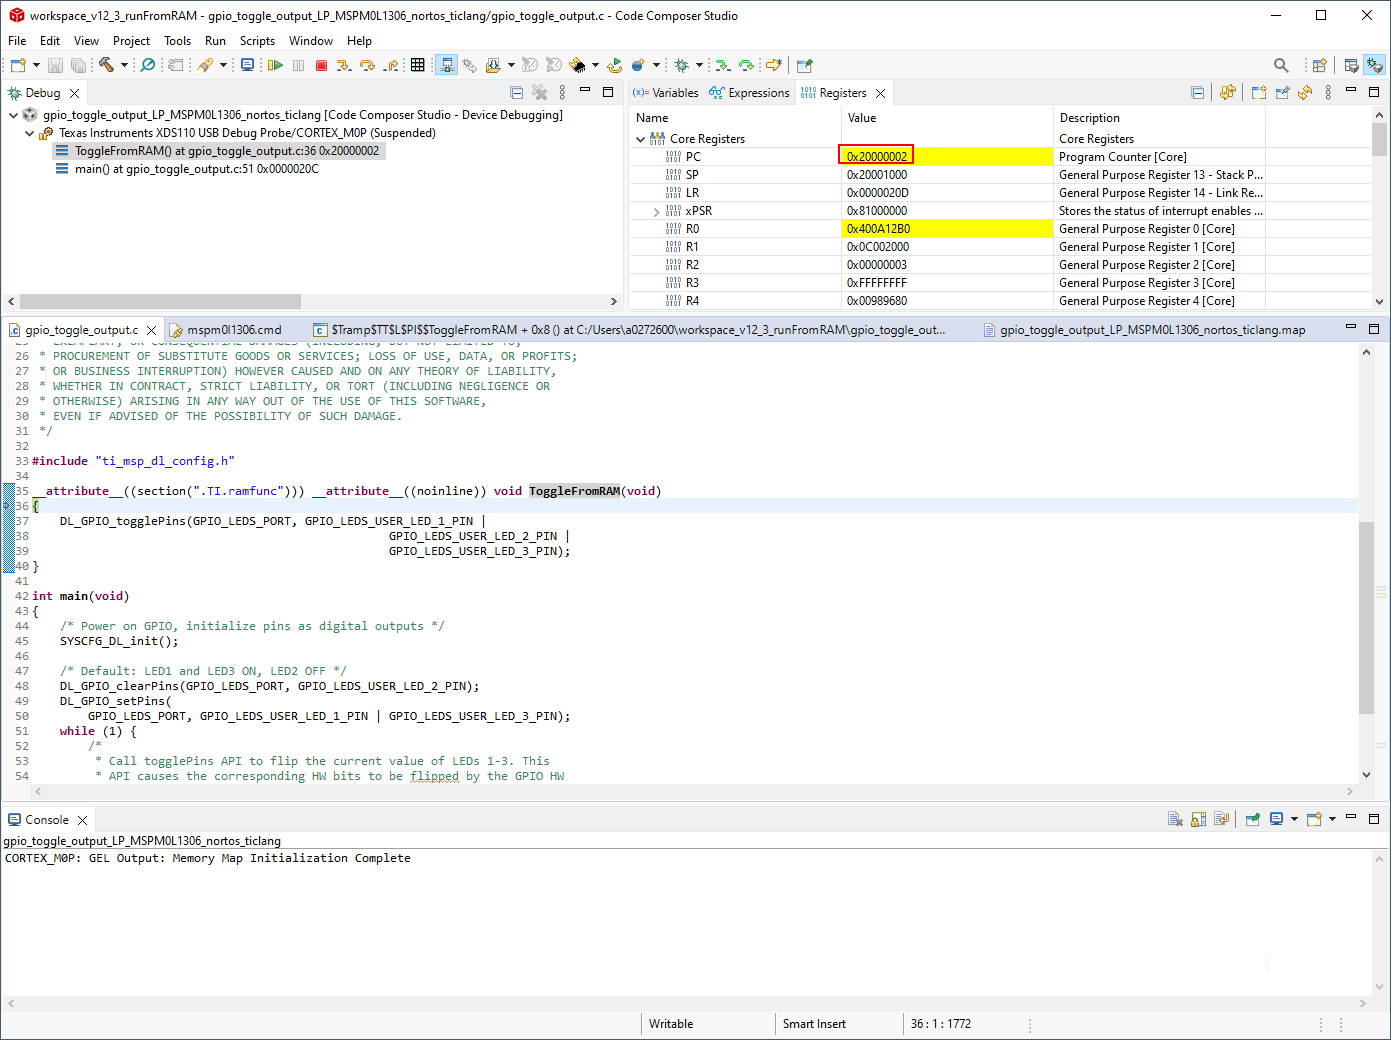 workspace_v12_3_runFromRAM - gpio_toggle_output_LP_MSPM0L1306_nortos_ticlang/gpio_toggle_output.c - Code Composer Studio
File Edit View Project Tools Run Scripts Window Help
Debug
gpio_toggle_output_LP_MSPM0L1306_nortos_ticlang [Code Composer Studio - Device Debugging]
Texas Instruments XDS110 USB Debug Probe/CORTEX_M0P (Suspended)
ToggleFromRAM() at gpio_toggle_output.c:36 0x20000002
main() at gpio_toggle_output.c:51 0x0000020C
(x)= Variables Expressions Registers
Name Value Description
Core Registers Core Registers
PC 0x20000002 Program Counter [Core]
SP 0x20001000 General Purpose Register 13 - Stack P...
LR 0x0000020D General Purpose Register 14 - Link Re...
xPSR 0x81000000 Stores the status of interrupt enables ...
R0 0x400A12B0 General Purpose Register 0 [Core]
R1 0x0C002000 General Purpose Register 1 [Core]
R2 0x00000003 General Purpose Register 2 [Core]
R3 0xFFFFFFFF General Purpose Register 3 [Core]
R4 0x00989680 General Purpose Register 4 [Core]
gpio_toggle_output.c mspm0l1306.cmd $Tramp$TT$L$PI$$ToggleFromRAM + 0x8 () at C:/Users\a0272600\workspace_v12_3_runFromRAM\gpio_toggle_out... gpio_toggle_output_LP_MSPM0L1306_nortos_ticlang.map
25 * EXEMPLARY, OR CONSEQUENTIAL DAMAGES (INCLUDING, BUT NOT LIMITED TO,
26 * PROCUREMENT OF SUBSTITUTE GOODS OR SERVICES; LOSS OF USE, DATA, OR PROFITS;
27 * OR BUSINESS INTERRUPTION) HOWEVER CAUSED AND ON ANY THEORY OF LIABILITY,
28 * WHETHER IN CONTRACT, STRICT LIABILITY, OR TORT (INCLUDING NEGLIGENCE OR
29 * OTHERWISE) ARISING IN ANY WAY OUT OF THE USE OF THIS SOFTWARE,
30 * EVEN IF ADVISED OF THE POSSIBILITY OF SUCH DAMAGE.
31 */
32
33 #include "ti_msp_dl_config.h"
34
35 __attribute__((section(".TI.ramfunc"))) __attribute__((noinline)) void ToggleFromRAM(void)
36 {
37 DL_GPIO_togglePins(GPIO_LEDS_PORT, GPIO_LEDS_USER_LED_1_PIN |
38 GPIO_LEDS_USER_LED_2_PIN |
39 GPIO_LEDS_USER_LED_3_PIN);
40 }
41
42 int main(void)
43 {
44 /* Power on GPIO, initialize pins as digital outputs */
45 SYSCFG_DL_init();
46
47 /* Default: LED1 and LED3 ON, LED2 OFF */
48 DL_GPIO_clearPins(GPIO_LEDS_PORT, GPIO_LEDS_USER_LED_2_PIN);
49 DL_GPIO_setPins(
50 GPIO_LEDS_PORT, GPIO_LEDS_USER_LED_1_PIN | GPIO_LEDS_USER_LED_3_PIN);
51 while (1) {
52 /*
53 * Call togglePins API to flip the current value of LEDs 1-3. This
54 * API causes the corresponding HW bits to be flipped by the GPIO HW
Console
gpio_toggle_output_LP_MSPM0L1306_nortos_ticlang
CORTEX_M0P: GEL Output: Memory Map Initialization Complete
Writable Smart Insert 36 : 1 : 1772